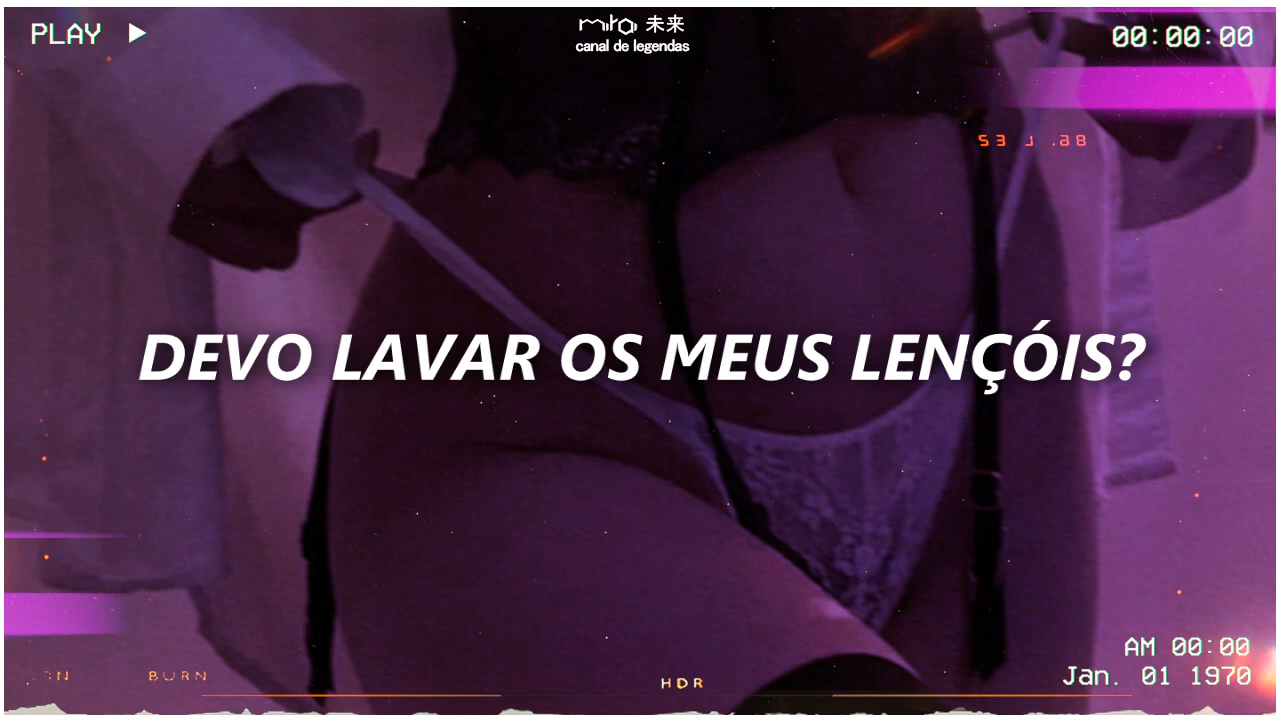 PLAY
mirai 未来
canal de legendas
00:00:00
DEVO LAVAR OS MEUS LENÇÓIS?
BURN
HDR
AM 00:00
Jan. 01 1970